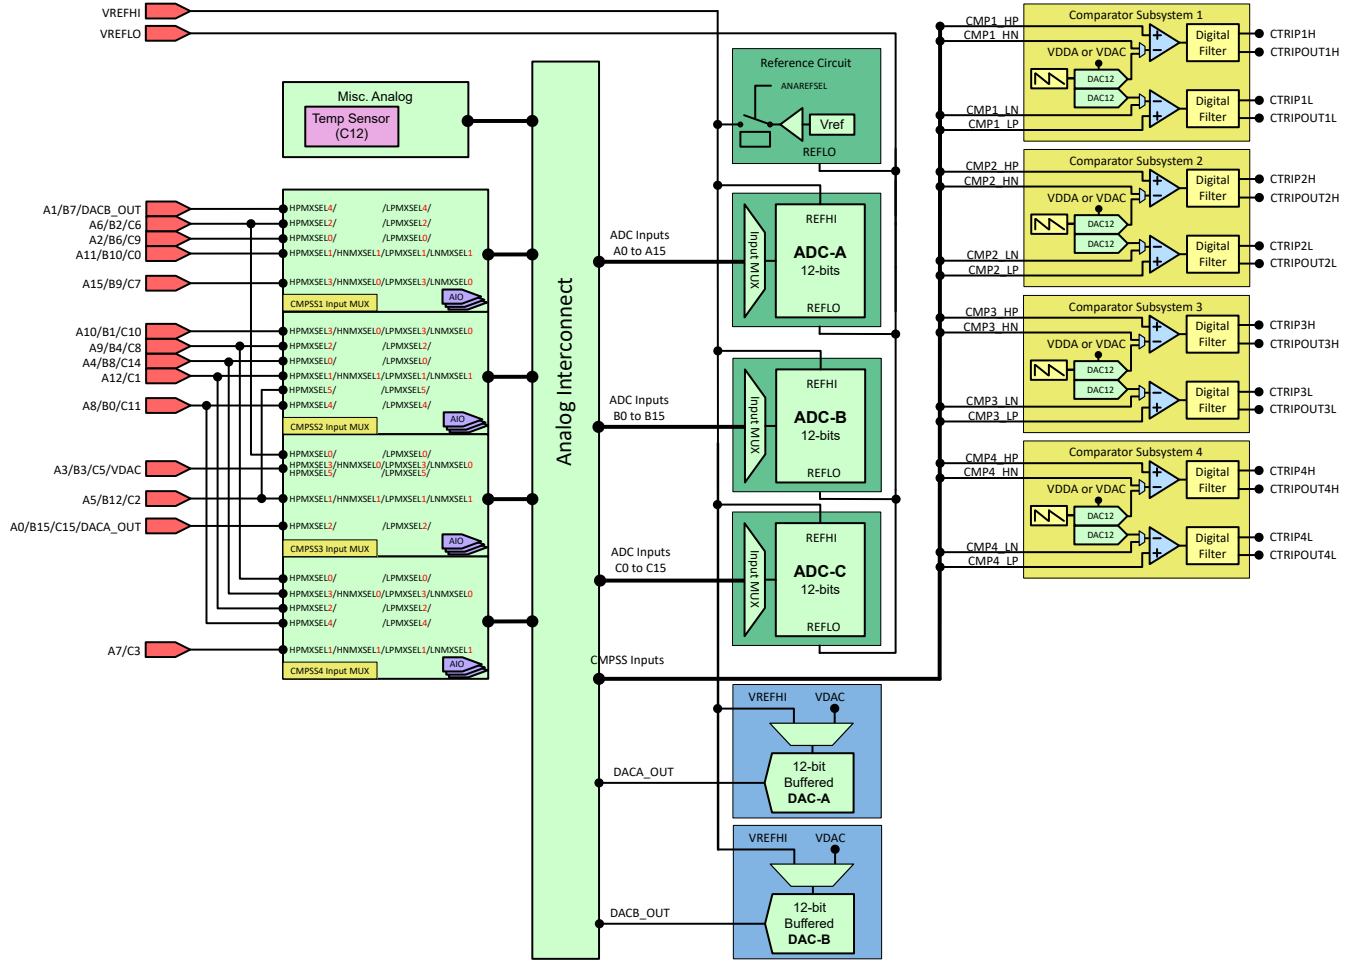 VREFHI
VREFLO
Misc. Analog
Temp Sensor
(C12)
A1/B7/DACB_OUT
A6/B2/C6
A2/B6/C9
A11/B10/C0
A15/B9/C7
HPMXSEL4/ /LPMXSEL4/
HPMXSEL2/ /LPMXSEL2/
HPMXSEL0/ /LPMXSEL0/
HPMXSEL1/HNMXSEL1/LPMXSEL1/LNMXSEL1
HPMXSEL3/HNMXSEL0/LPMXSEL3/LNMXSEL0
CMPSS1 Input MUX
AIO
A10/B1/C10
A9/B4/C8
A4/B8/C14
A12/C1
A8/B0/C11
HPMXSEL3/HNMXSEL0/LPMXSEL3/LNMXSEL0
HPMXSEL2/ /LPMXSEL2/
HPMXSEL0/ /LPMXSEL0/
HPMXSEL1/HNMXSEL1/LPMXSEL1/LNMXSEL1
HPMXSEL5/ /LPMXSEL5/
HPMXSEL4/ /LPMXSEL4/
CMPSS2 Input MUX
AIO
A3/B3/C5/VDAC
A5/B12/C2
A0/B15/C15/DACA_OUT
HPMXSEL0/ /LPMXSEL0/
HPMXSEL3/HNMXSEL0/LPMXSEL3/LNMXSEL0
HPMXSEL5/ /LPMXSEL5/
HPMXSEL1/HNMXSEL1/LPMXSEL1/LNMXSEL1
HPMXSEL2/ /LPMXSEL2/
CMPSS3 Input MUX
AIO
A7/C3
HPMXSEL0/ /LPMXSEL0/
HPMXSEL3/HNMXSEL0/LPMXSEL3/LNMXSEL0
HPMXSEL2/ /LPMXSEL2/
HPMXSEL4/ /LPMXSEL4/
HPMXSEL1/HNMXSEL1/LPMXSEL1/LNMXSEL1
CMPSS4 Input MUX
AIO
Analog Interconnect
Reference Circuit
ANAREFSEL
Vref
REFLO
ADC Inputs
A0 to A15
Input MUX
REFHI
ADC-A
12-bits
REFLO
ADC Inputs
B0 to B15
Input MUX
REFHI
ADC-B
12-bits
REFLO
ADC Inputs
C0 to C15
Input MUX
REFHI
ADC-C
12-bits
REFLO
CMPSS Inputs
VREFHI VDAC
DACA_OUT
12-bit
Buffered
DAC-A
VREFHI VDAC
DACB_OUT
12-bit
Buffered
DAC-B
Comparator Subsystem 1
CMP1_HP
CMP1_HN
VDDA or VDAC
DAC12
DAC12
CMP1_LN
CMP1_LP
Digital
Filter
Digital
Filter
CTRIP1H
CTRIPOUT1H
CTRIP1L
CTRIPOUT1L
Comparator Subsystem 2
CMP2_HP
CMP2_HN
VDDA or VDAC
DAC12
DAC12
CMP2_LN
CMP2_LP
Digital
Filter
Digital
Filter
CTRIP2H
CTRIPOUT2H
CTRIP2L
CTRIPOUT2L
Comparator Subsystem 3
CMP3_HP
CMP3_HN
VDDA or VDAC
DAC12
DAC12
CMP3_LN
CMP3_LP
Digital
Filter
Digital
Filter
CTRIP3H
CTRIPOUT3H
CTRIP3L
CTRIPOUT3L
Comparator Subsystem 4
CMP4_HP
CMP4_HN
VDDA or VDAC
DAC12
DAC12
CMP4_LN
CMP4_LP
Digital
Filter
Digital
Filter
CTRIP4H
CTRIPOUT4H
CTRIP4L
CTRIPOUT4L